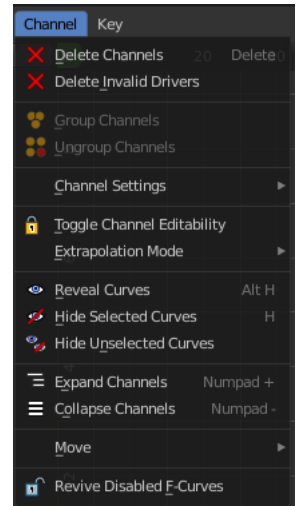 Channel Key
Delete Channels Delete
Delete Invalid Drivers
Group Channels
Ungroup Channels
Channel Settings
Toggle Channel Editability
Extrapolation Mode
Reveal Curves Alt H
Hide Selected Curves H
Hide Unselected Curves
Expand Channels Numpad +
Collapse Channels Numpad -
Move
Revive Disabled F-Curves